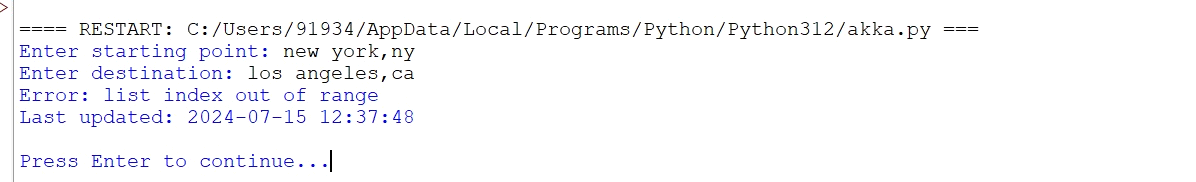 >
==== RESTART: C:/Users/91934/AppData/Local/Programs/Python/Python312/akka.py ===
Enter starting point: new york,ny
Enter destination: los angeles,ca
Error: list index out of range
Last updated: 2024-07-15 12:37:48
Press Enter to continue...